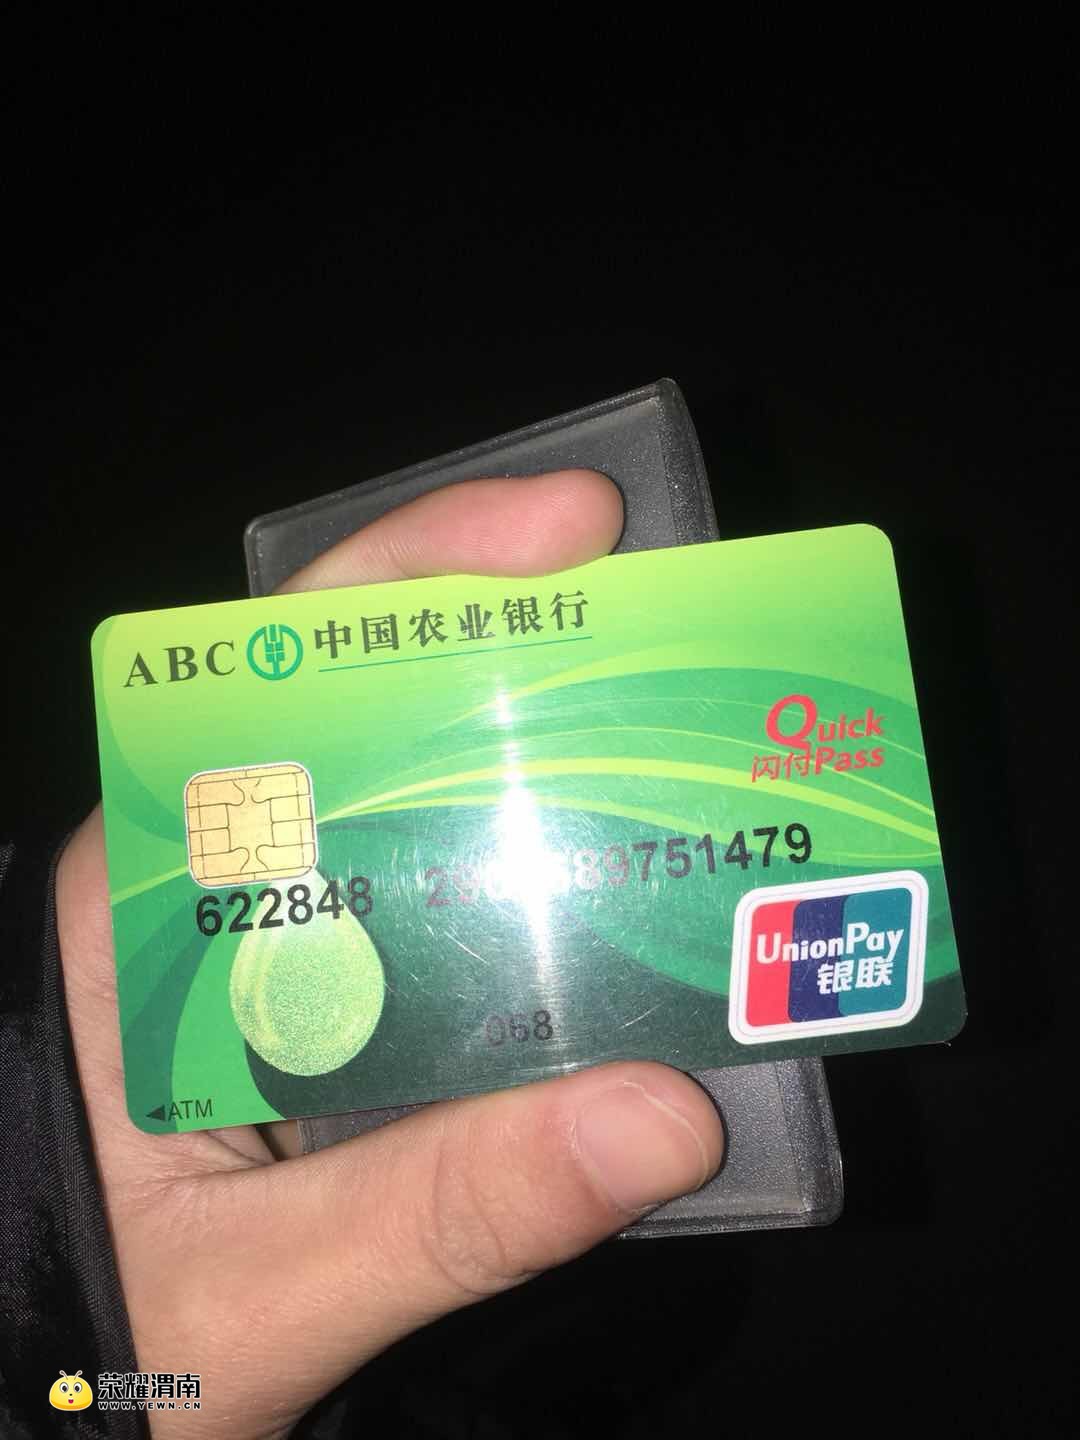 ABC 中国农业银行
Quick
闪付Pass
622848 9751479
UnionPay
银联
068
ATM
荣耀渭南
WWW.YEWN.CN